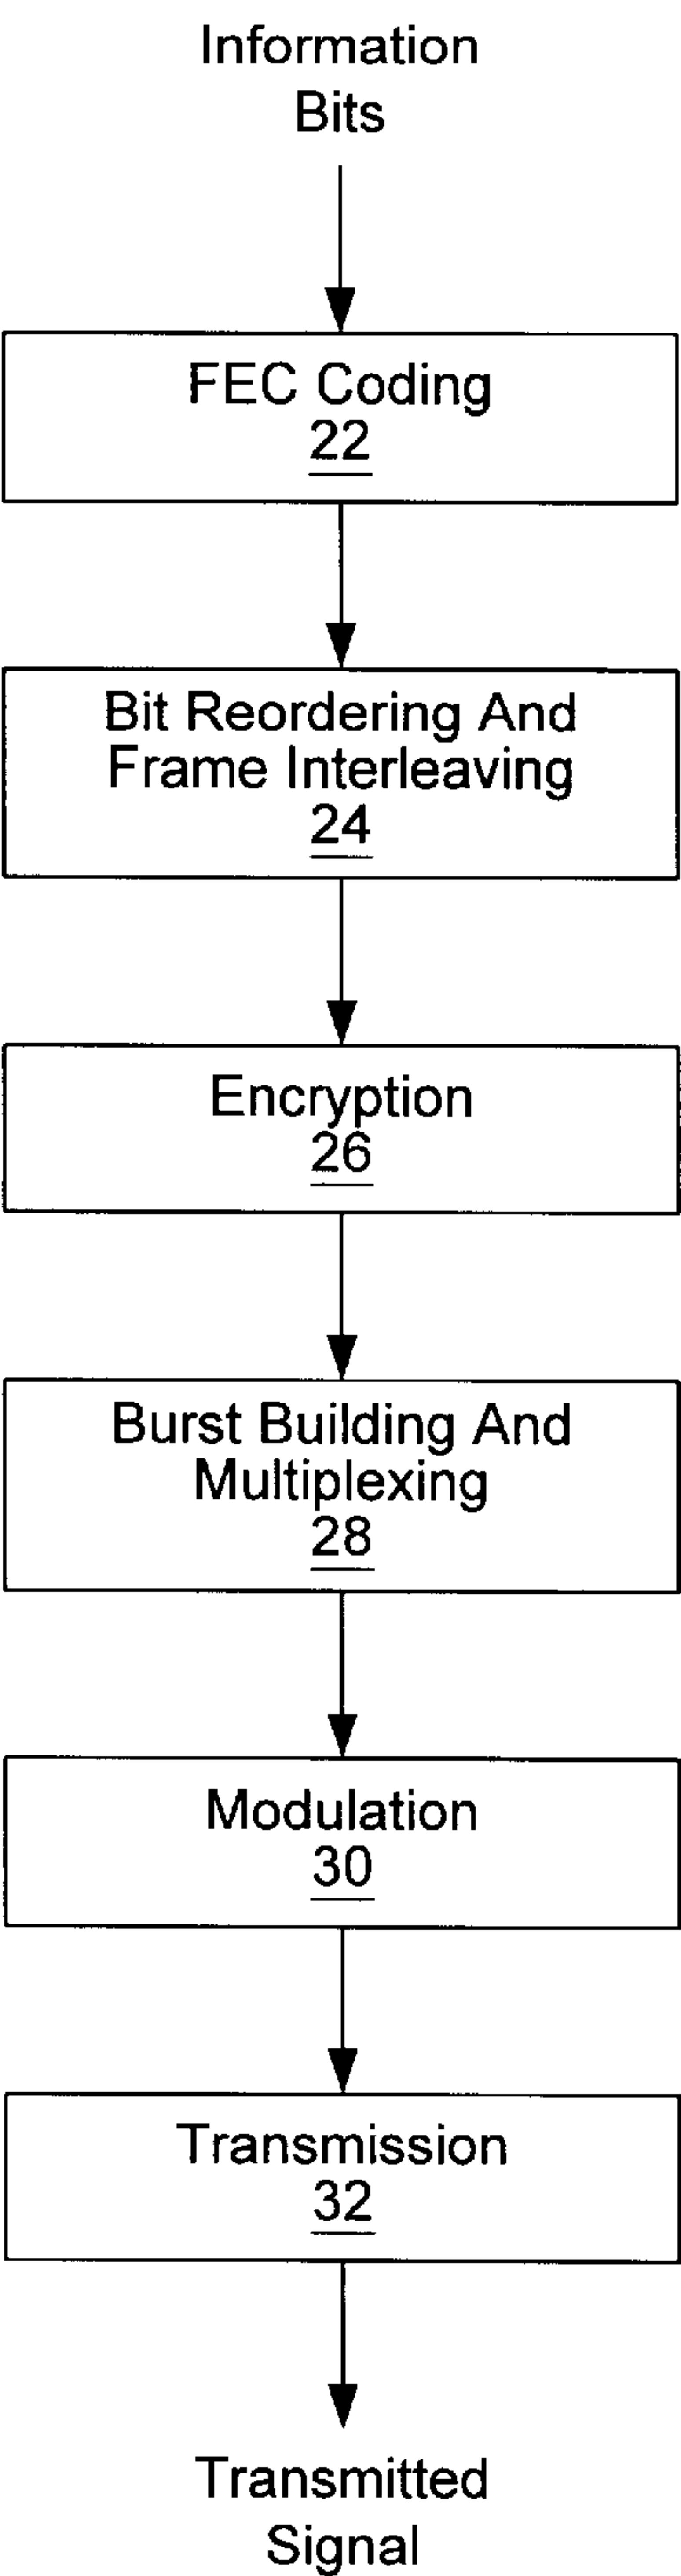 Information
Bits
FEC Coding
22
Bit Reordering And
Frame Interleaving
24
Encryption
26
Burst Building And
Multiplexing
28
Modulation
30
Transmission
32
Transmitted
Signal